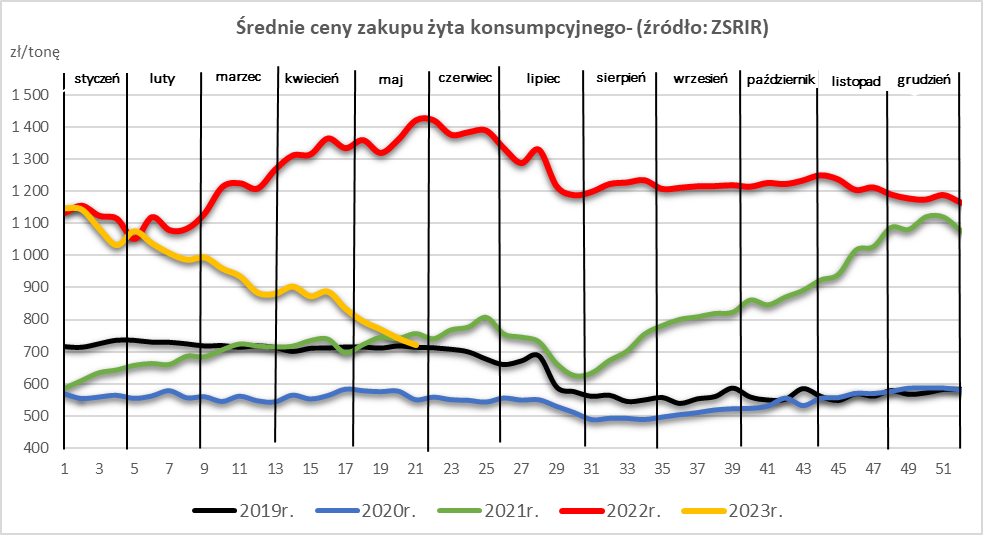 Średnie ceny zakupu żyta konsumpcyjnego- (źródło: ZSRIR)
zł/tonę
styczeń luty marzec kwiecień maj czerwiec lipiec sierpień wrzesień październik listopad grudzień
1 500
1 400
1 300
1 200
1 100
1 000
900
800
700
600
500
400
1 3 5 7 9 11 13 15 17 19 21 23 25 27 29 31 33 35 37 39 41 43 45 47 49 51
2019r. 2020r. 2021r. 2022r. 2023r.